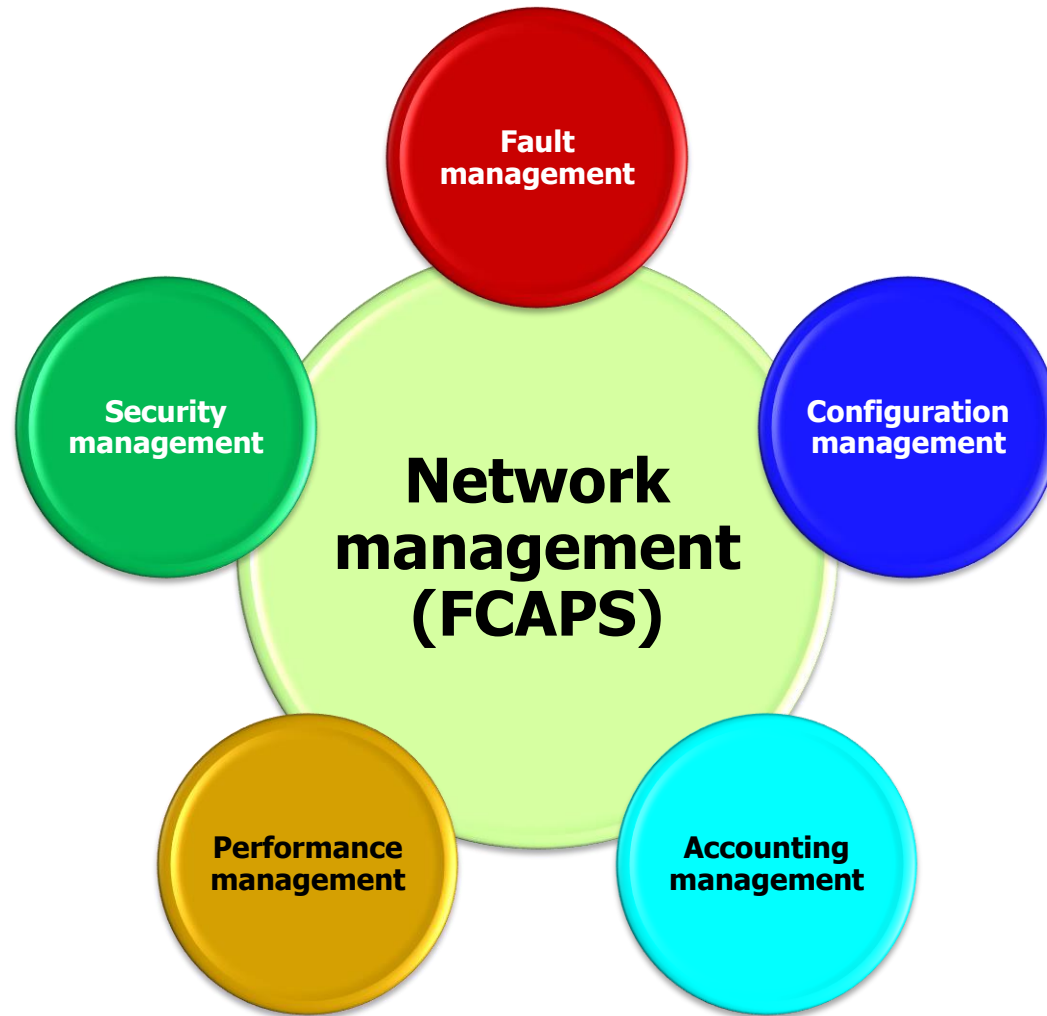 Fault
management
Configuration
management
Accounting
management
Performance
management
Security
management
Network
management
(FCAPS)